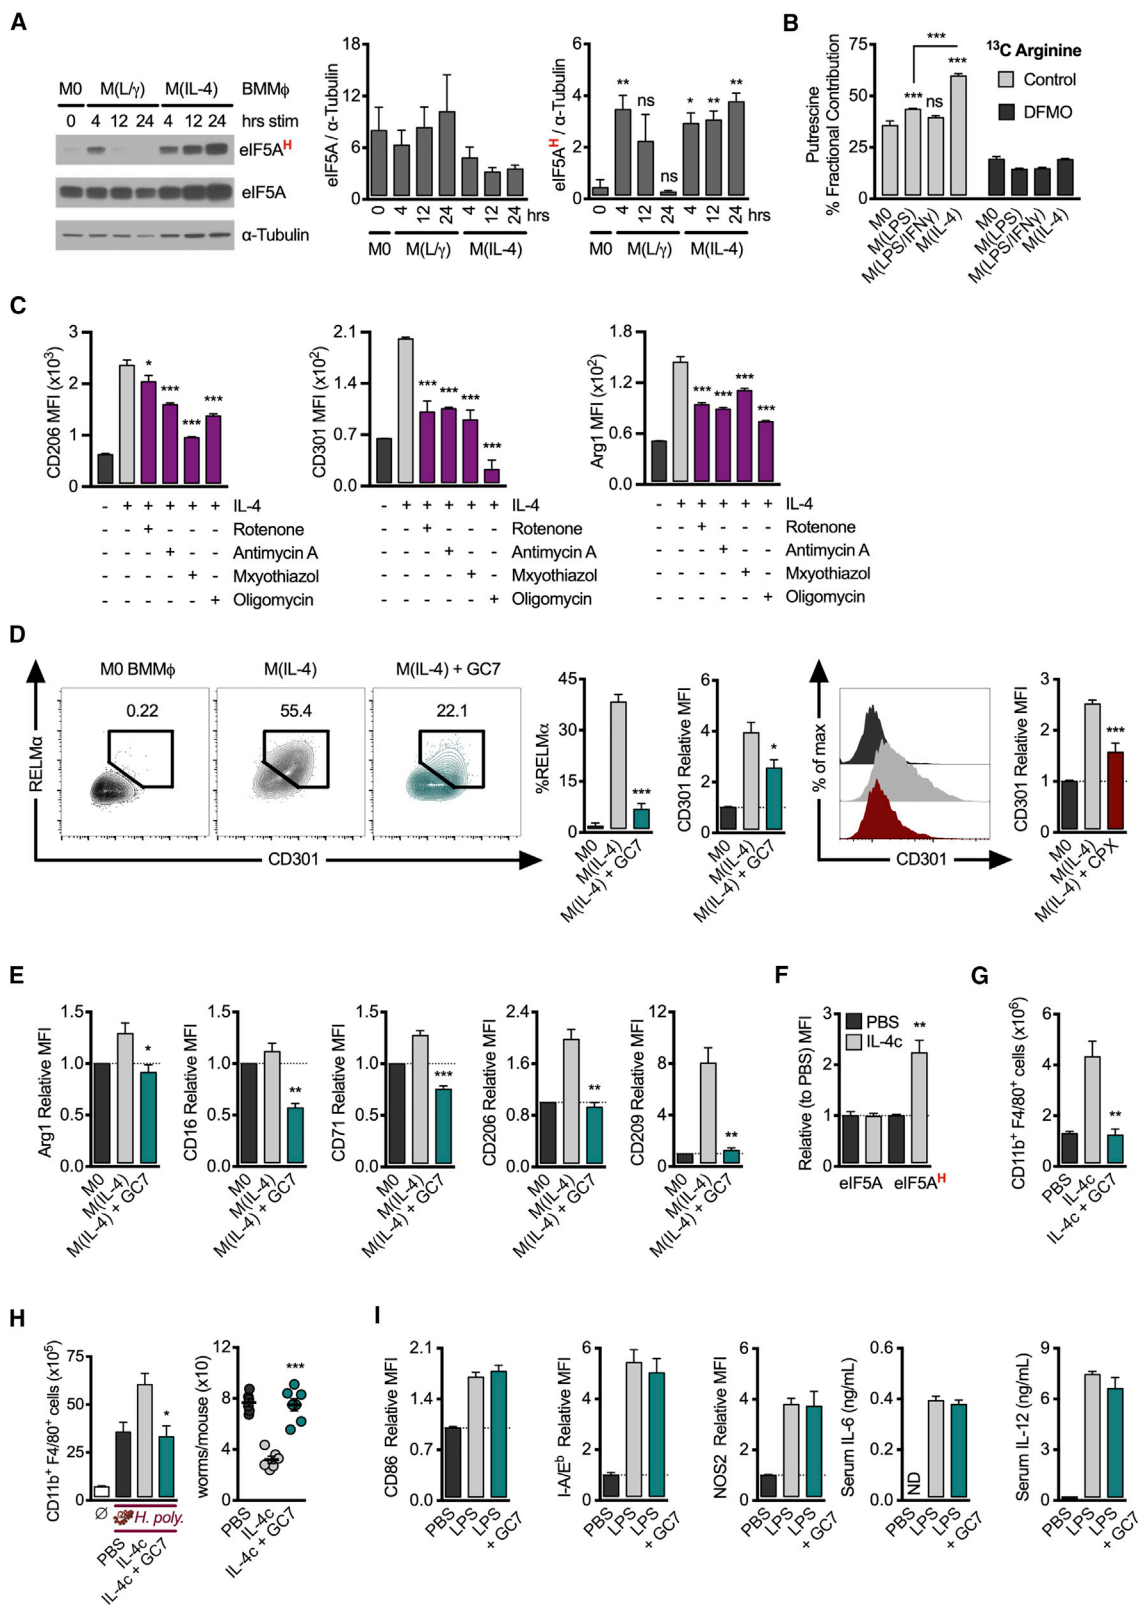 A
M0 M(L/γ) M(IL-4) BMMϕ
0 4 12 24 4 12 24 hrs stim
eIF5AH
eIF5A
α-Tubulin
eIF5A / α-Tubulin
18
12
6
0
0 4 12 24 4 12 24 hrs
M0 M(L/γ) M(IL-4)
eIF5AH / α-Tubulin
6
4
2
0
** ns ns * ** **
0 4 12 24 4 12 24 hrs
M0 M(L/γ) M(IL-4)
B
Putrescine
% Fractional Contribution
75
50
25
0
***
*** ns ***
13C Arginine
Control
DFMO
M0
M(LPS)
M(LPS/IFNγ)
M(IL-4)
M0
M(LPS)
M(LPS/IFNγ)
M(IL-4)
C
CD206 MFI (x103)
3
2
1
0
* *** *** ***
- + + + + + IL-4
- - + - - - Rotenone
- - - + - - Antimycin A
- - - - + - Mxyothiazol
- - - - - + Oligomycin
CD301 MFI (x102)
2.1
1.4
0.7
0.0
*** *** *** ***
- + + + + + IL-4
- - + - - - Rotenone
- - - + - - Antimycin A
- - - - + - Mxyothiazol
- - - - - + Oligomycin
Arg1 MFI (x102)
1.8
1.2
0.6
0.0
*** *** *** ***
- + + + + + IL-4
- - + - - - Rotenone
- - - + - - Antimycin A
- - - - + - Mxyothiazol
- - - - - + Oligomycin
D
M0 BMMϕ M(IL-4) M(IL-4) + GC7
0.22 55.4 22.1
RELMα
CD301
%RELMα
45
30
15
0
***
M0
M(IL-4)
M(IL-4) + GC7
CD301 Relative MFI
6
4
2
0
*
M0
M(IL-4)
M(IL-4) + GC7
% of max
CD301
CD301 Relative MFI
3
2
1
0
***
M0
M(IL-4)
M(IL-4) + CPX
E
Arg1 Relative MFI
1.5
1.0
0.5
0.0
*
M0
M(IL-4)
M(IL-4) + GC7
CD16 Relative MFI
1.5
1.0
0.5
0.0
**
M0
M(IL-4)
M(IL-4) + GC7
CD71 Relative MFI
1.5
1.0
0.5
0.0
***
M0
M(IL-4)
M(IL-4) + GC7
CD206 Relative MFI
2.4
1.6
0.8
0.0
**
M0
M(IL-4)
M(IL-4) + GC7
CD209 Relative MFI
12
8
4
0
**
M0
M(IL-4)
M(IL-4) + GC7
F
Relative (to PBS) MFI
3
2
1
0
PBS
IL-4c
**
eIF5A eIF5AH
G
CD11b+ F4/80+ cells (x106)
6
4
2
0
**
PBS
IL-4c
IL-4c + GC7
H
CD11b+ F4/80+ cells (x105)
75
50
25
0
*
∅ H. poly.
PBS
IL-4c
IL-4c + GC7
worms/mouse (x10)
12
8
4
0
***
PBS
IL-4c
IL-4c + GC7
I
CD86 Relative MFI
2.1
1.4
0.7
0.0
PBS
LPS
LPS
+ GC7
I-A/Eb Relative MFI
6
4
2
0
PBS
LPS
LPS
+ GC7
NOS2 Relative MFI
6
4
2
0
PBS
LPS
LPS
+ GC7
Serum IL-6 (ng/mL)
0.6
0.4
0.2
0.0
ND
PBS
LPS
LPS
+ GC7
Serum IL-12 (ng/mL)
9
6
3
0
PBS
LPS
LPS
+ GC7